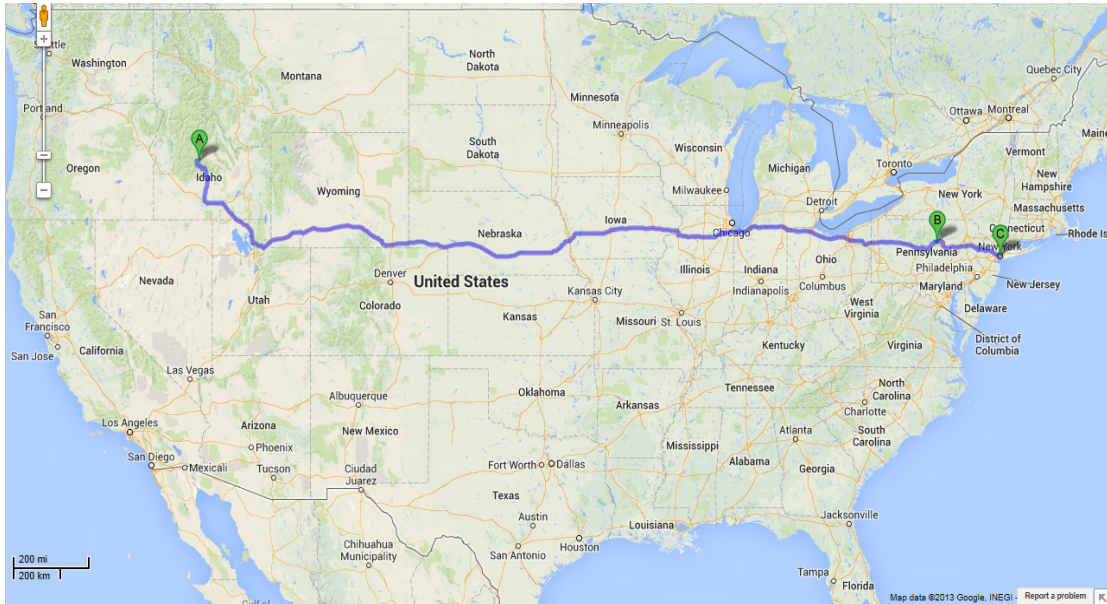 Seattle
Washington
Montana
North
Dakota
Minnesota
Quebec City
Portland
Minneapolis
Ottawa
Montreal
Maine
A
Oregon
Idaho
South
Dakota
Wisconsin
Michigan
Toronto
Vermont
New
Hampshire
Wyoming
Milwaukee
Detroit
New York
Massachusetts
Iowa
Chicago
B
C
Connecticut
Rhode Is
Nebraska
Pennsylvania
New York
Nevada
Utah
Denver
United States
Illinois
Indiana
Ohio
Philadelphia
New Jersey
Colorado
Kansas City
Indianapolis
Columbus
Maryland
Delaware
San
Francisco
Kansas
Missouri
St. Louis
West
Virginia
San Jose
California
Kentucky
Virginia
District of
Columbia
Las Vegas
Albuquerque
Oklahoma
Arkansas
Tennessee
North
Carolina
Charlotte
Los Angeles
Arizona
New Mexico
Mississippi
Atlanta
South
Carolina
San Diego
Mexicali
Phoenix
Tucson
Ciudad
Juarez
Fort Worth
Dallas
Alabama
Georgia
Texas
Austin
Louisiana
Jacksonville
San Antonio
Houston
Chihuahua
Municipality
200 mi
200 km
Tampa
Florida
Gulf of
Map data ©2013 Google, INEGI -
Report a problem